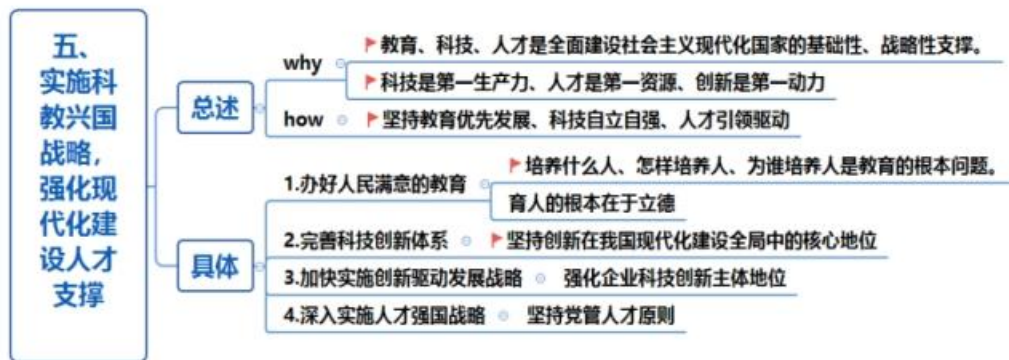 五、
实施科
教兴国
战略，
强化现
代化建
设人才
支撑
总述
why
教育、科技、人才是全面建设社会主义现代化国家的基础性、战略性支撑。
科技是第一生产力、人才是第一资源、创新是第一动力
how
坚持教育优先发展、科技自立自强、人才引领驱动
具体
1.办好人民满意的教育
培养什么人、怎样培养人、为谁培养人是教育的根本问题。
育人的根本在于立德
2.完善科技创新体系
坚持创新在我国现代化建设全局中的核心地位
3.加快实施创新驱动发展战略
强化企业科技创新主体地位
4.深入实施人才强国战略
坚持党管人才原则